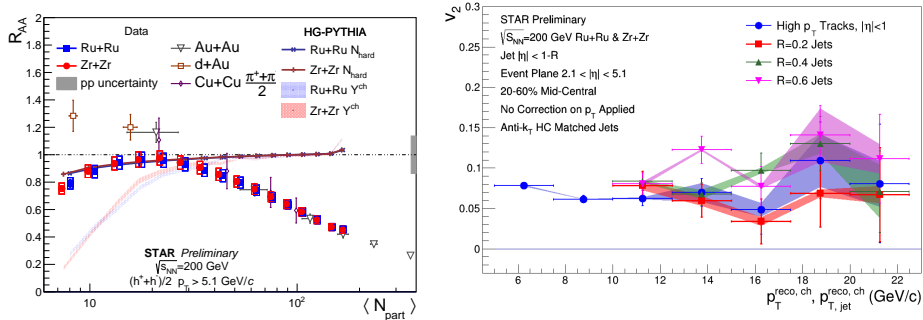 R_AA
2
1.8
1.6
1.4
1.2
1
0.8
0.6
0.4
0.2
0
Data
Ru+Ru
Zr+Zr
pp uncertainty
Au+Au
d+Au
Cu+Cu π⁺+π⁻/2
HG-PYTHIA
Ru+Ru N_hard
Zr+Zr N_hard
Ru+Ru Y^ch
Zr+Zr Y^ch
STAR Preliminary
√s_NN=200 GeV
(h⁺+h⁻)/2 p_T > 5.1 GeV/c
10
10²
⟨ N_part ⟩
v₂
0.3
0.25
0.2
0.15
0.1
0.05
0
STAR Preliminary
√S_NN=200 GeV Ru+Ru & Zr+Zr
Jet |η| <1-R
Event Plane 2.1 < |η| < 5.1
20-60% Mid-Central
No Correction on p_T Applied
Anti-k_T HC Matched Jets
High p_T Tracks, |η|<1
R=0.2 Jets
R=0.4 Jets
R=0.6 Jets
6 8 10 12 14 16 18 20 22
p_T^reco, ch, p_T, jet^reco, ch (GeV/c)